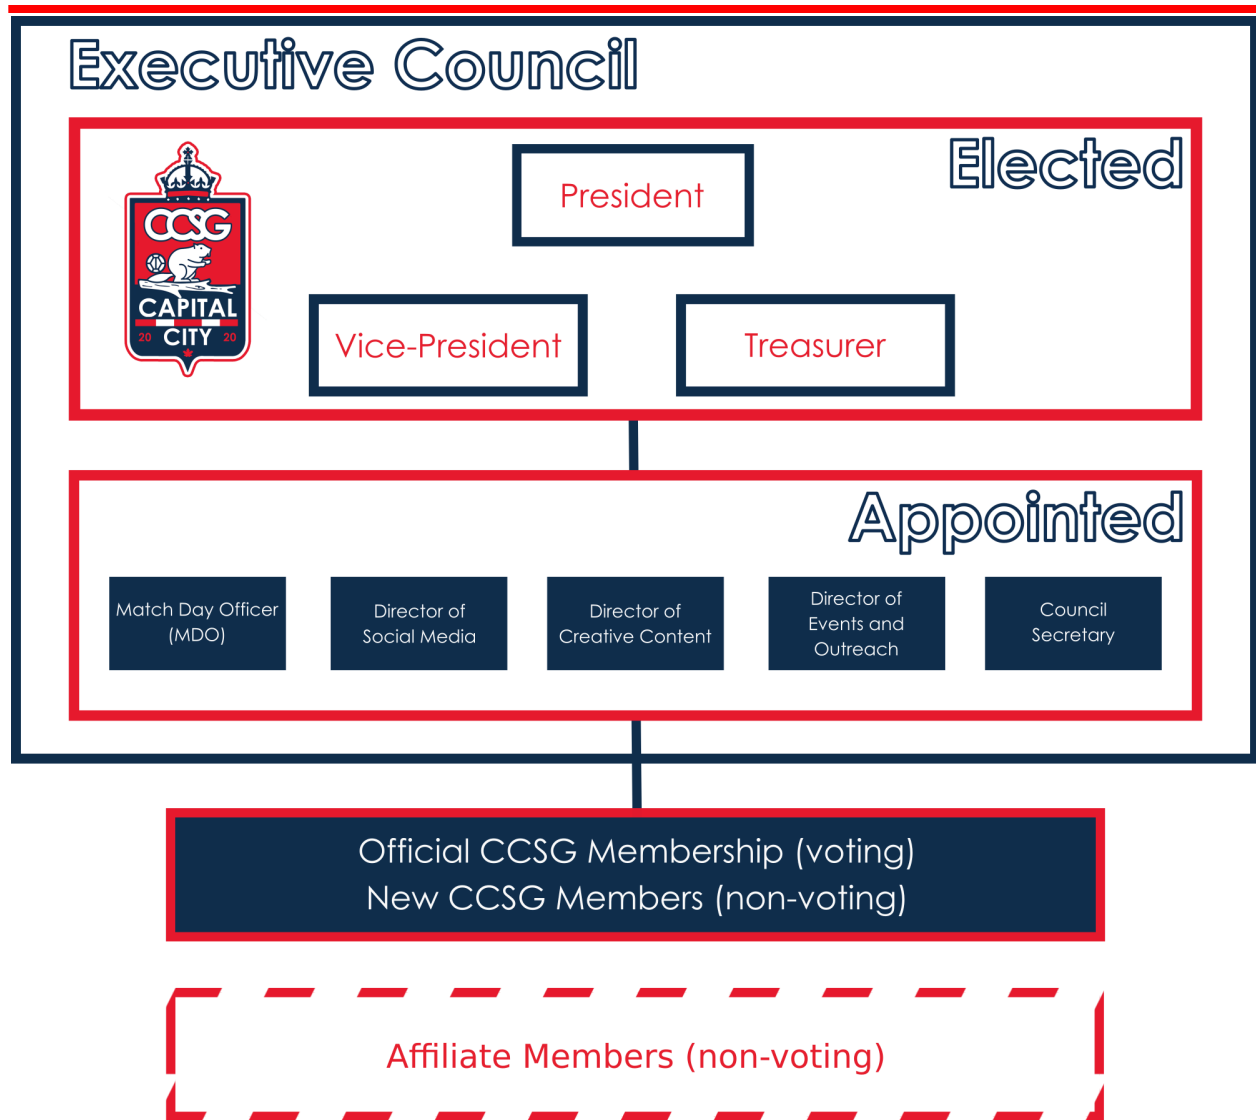 Executive Council
Elected
CCSG
CAPITAL
20 CITY 20
President
Vice-President
Treasurer
Appointed
Match Day Officer
(MDO)
Director of
Social Media
Director of
Creative Content
Director of
Events and
Outreach
Council
Secretary
Official CCSG Membership (voting)
New CCSG Members (non-voting)
Affiliate Members (non-voting)